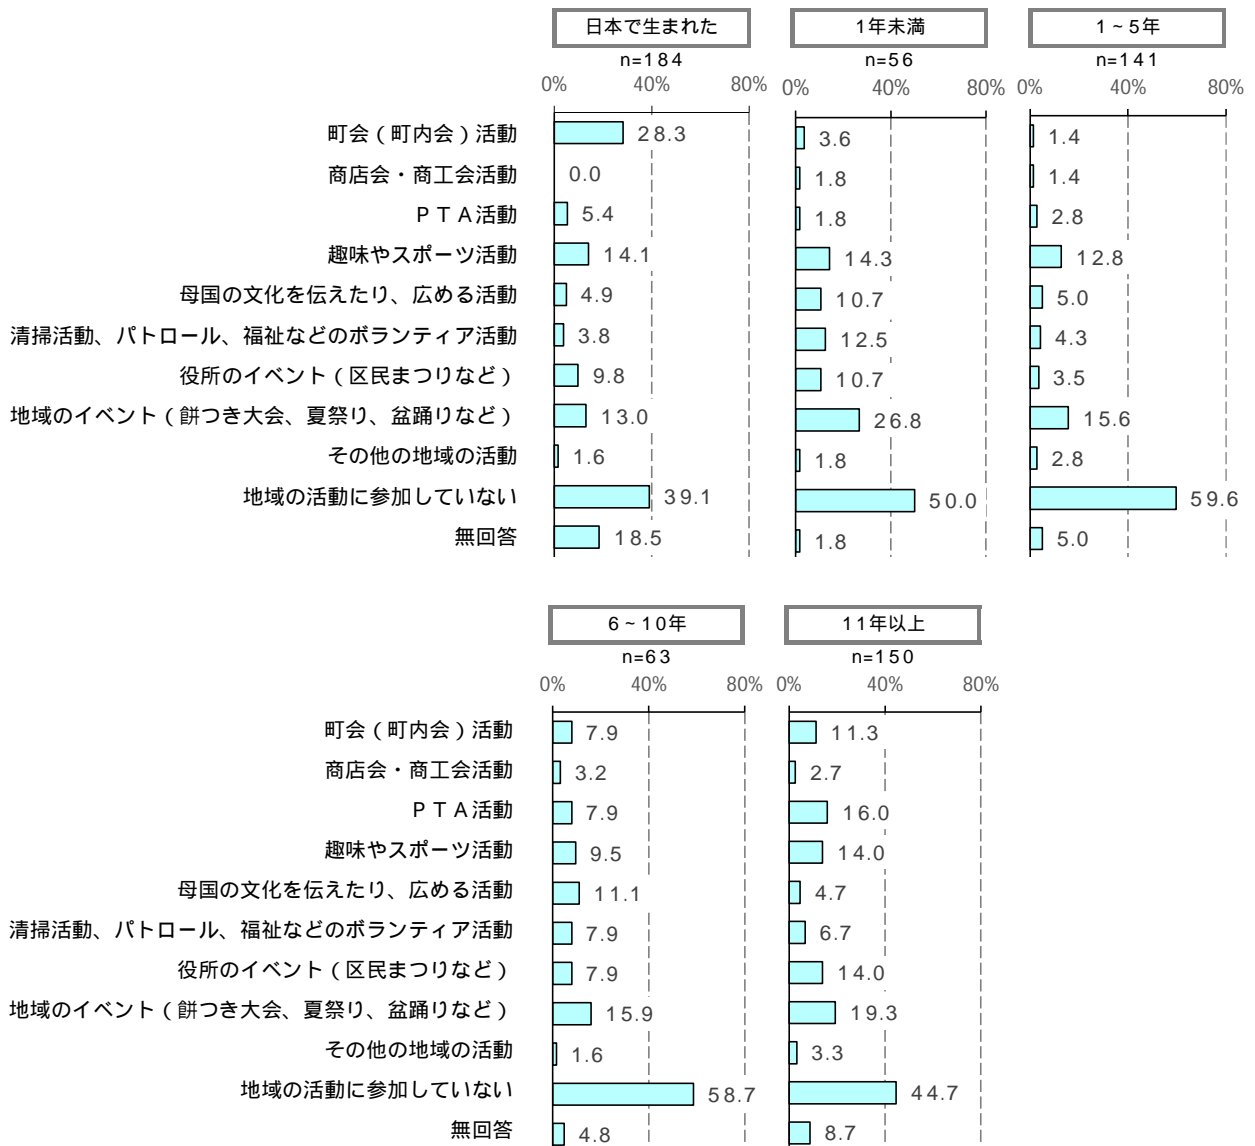 日本で生まれた 1年未満 1~5年
n=184 n=56 n=141
0% 40% 80% 0% 40% 80% 0% 40% 80%
町会(町内会)活動 28.3 3.6 1.4
商店会・商工会活動 0.0 1.8 1.4
PTA活動 5.4 1.8 2.8
趣味やスポーツ活動 14.1 14.3 12.8
母国の文化を伝えたり、広める活動 4.9 10.7 5.0
清掃活動、パトロール、福祉などのボランティア活動 3.8 12.5 4.3
役所のイベント(区民まつりなど) 9.8 10.7 3.5
地域のイベント(餅つき大会、夏祭り、盆踊りなど) 13.0 26.8 15.6
その他の地域の活動 1.6 1.8 2.8
地域の活動に参加していない 39.1 50.0 59.6
無回答 18.5 1.8 5.0
6~10年 11年以上
n=63 n=150
0% 40% 80% 0% 40% 80%
町会(町内会)活動 7.9 11.3
商店会・商工会活動 3.2 2.7
PTA活動 7.9 16.0
趣味やスポーツ活動 9.5 14.0
母国の文化を伝えたり、広める活動 11.1 4.7
清掃活動、パトロール、福祉などのボランティア活動 7.9 6.7
役所のイベント(区民まつりなど) 7.9 14.0
地域のイベント(餅つき大会、夏祭り、盆踊りなど) 15.9 19.3
その他の地域の活動 1.6 3.3
地域の活動に参加していない 58.7 44.7
無回答 4.8 8.7